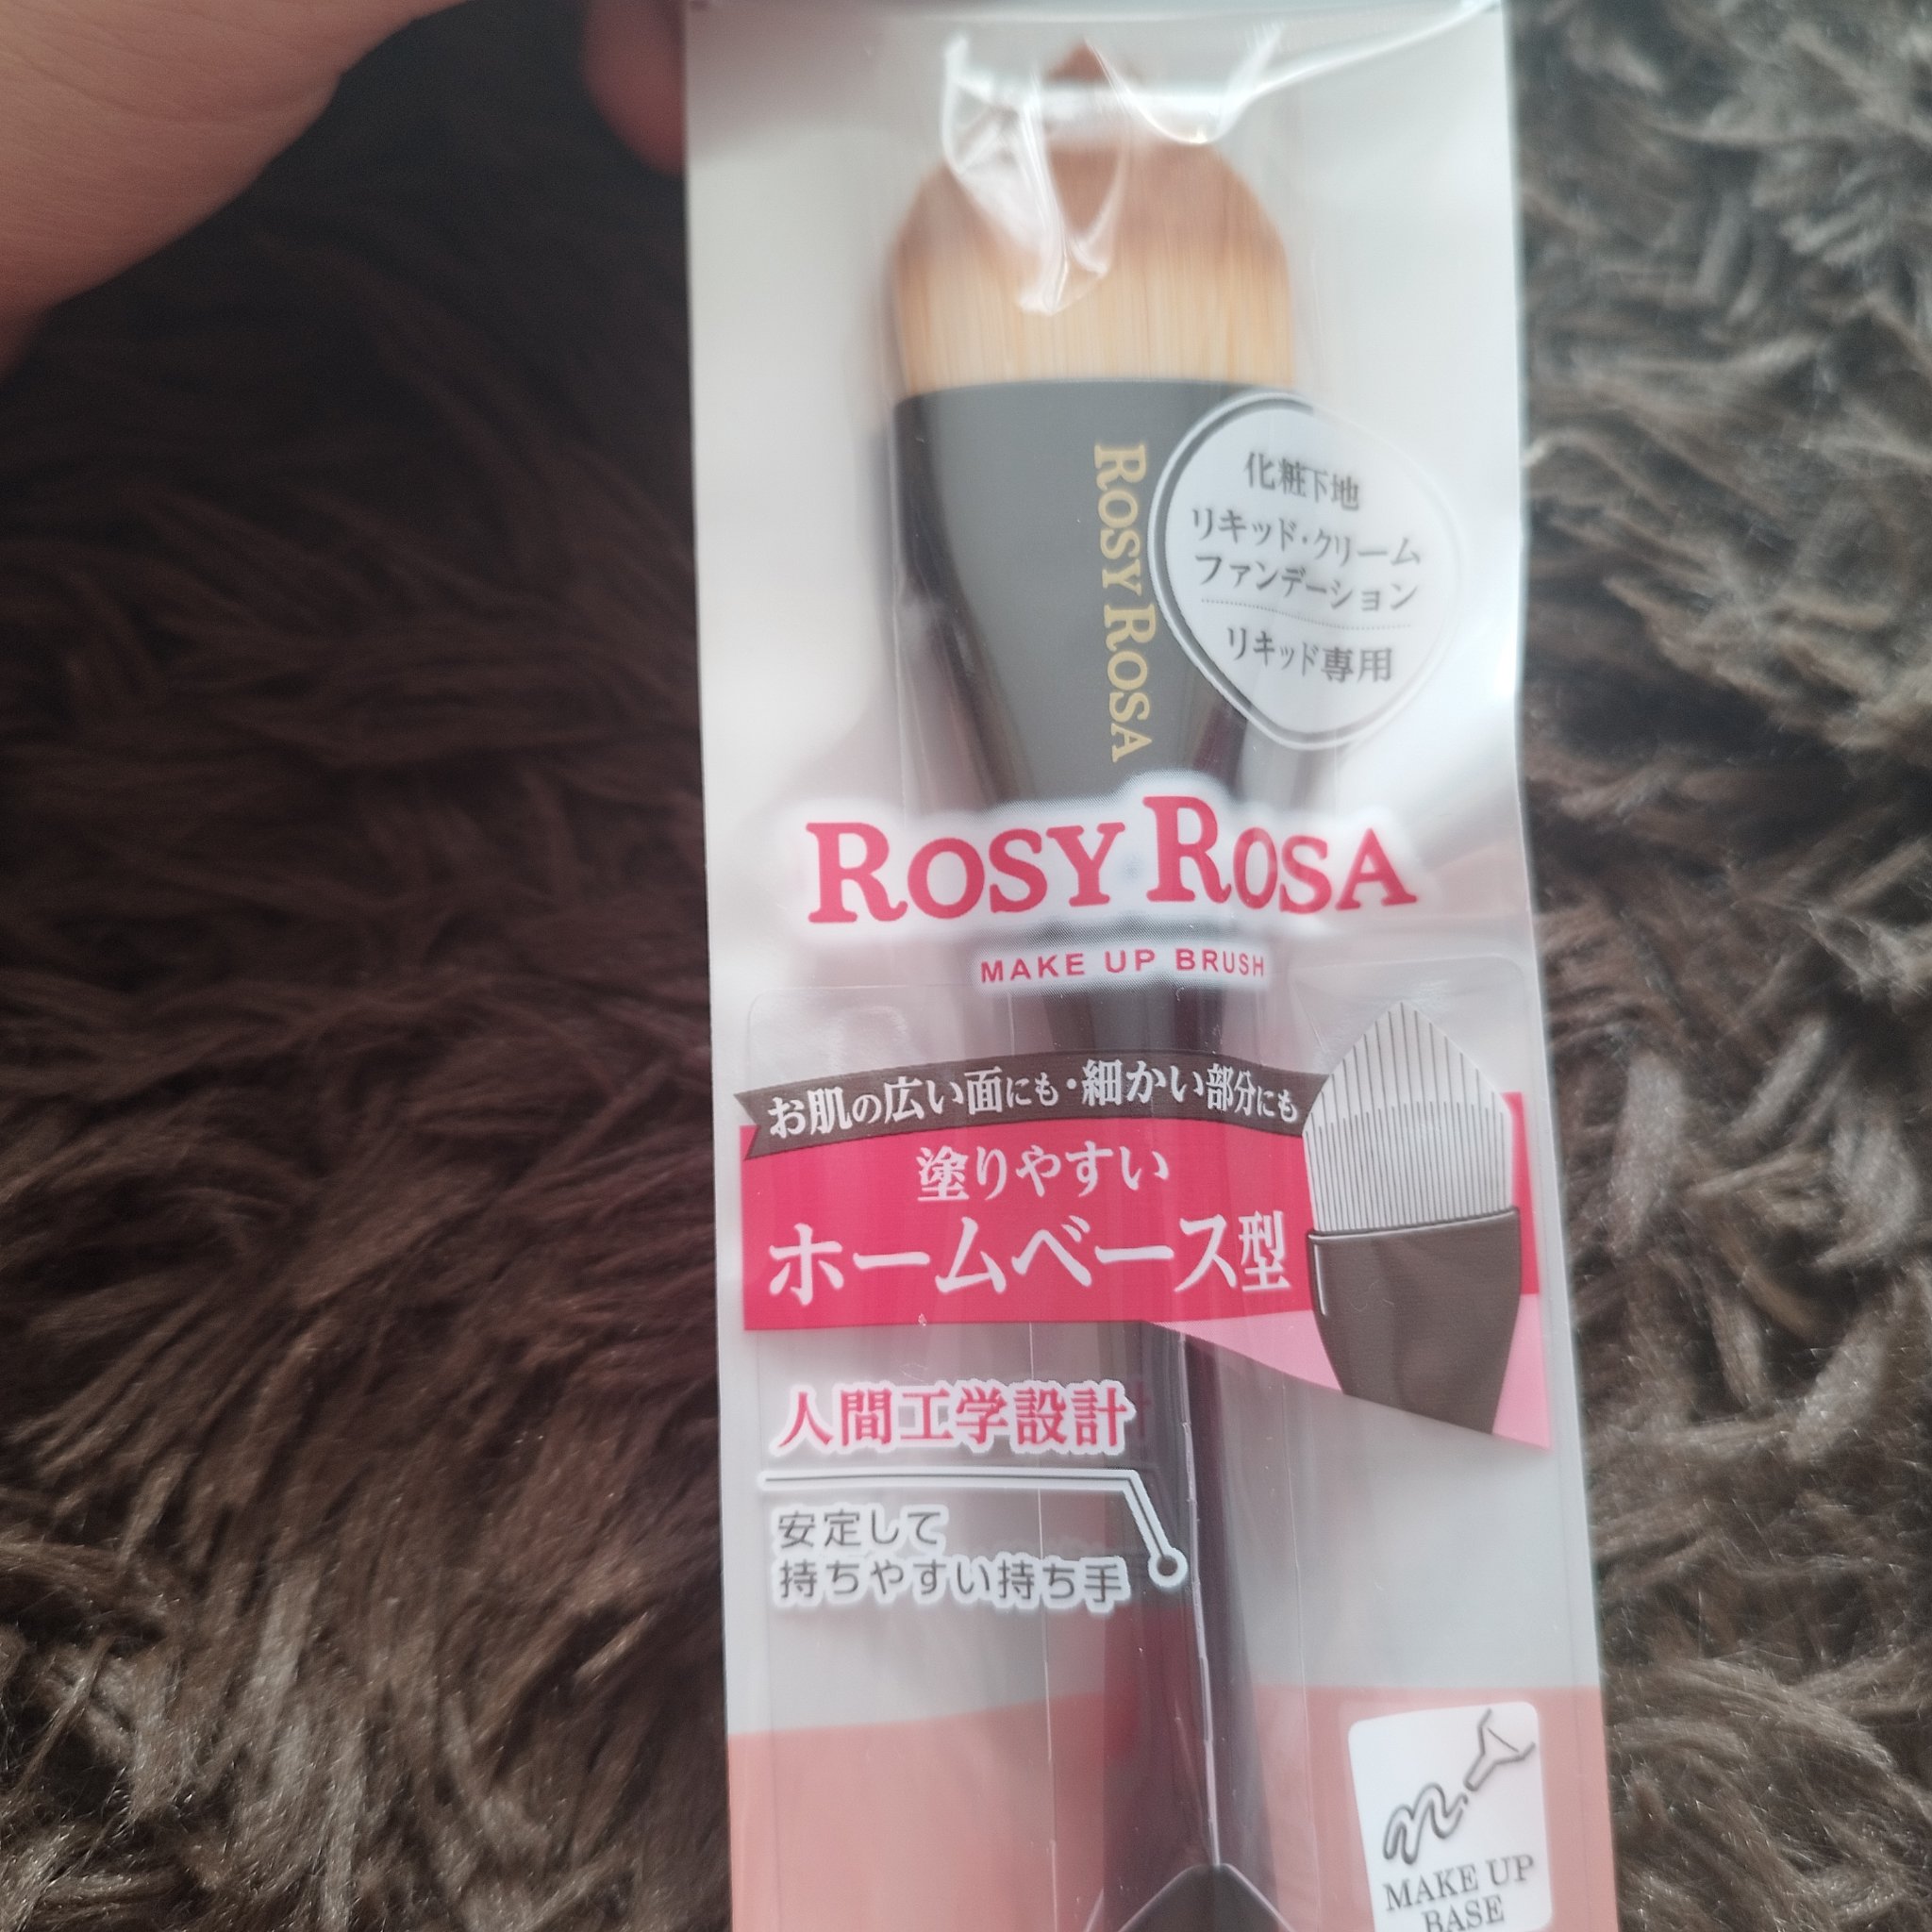 ROSY ROSA
化粧下地
リキッド・クリーム
ファンデーション
リキッド専用
ROSY ROSA
MAKE UP BRUSH
お肌の広い面にも・細かい部分にも
塗りやすい
ホームベース型
人間工学設計
安定して
持ちやすい持ち手
MAKE UP
BASE